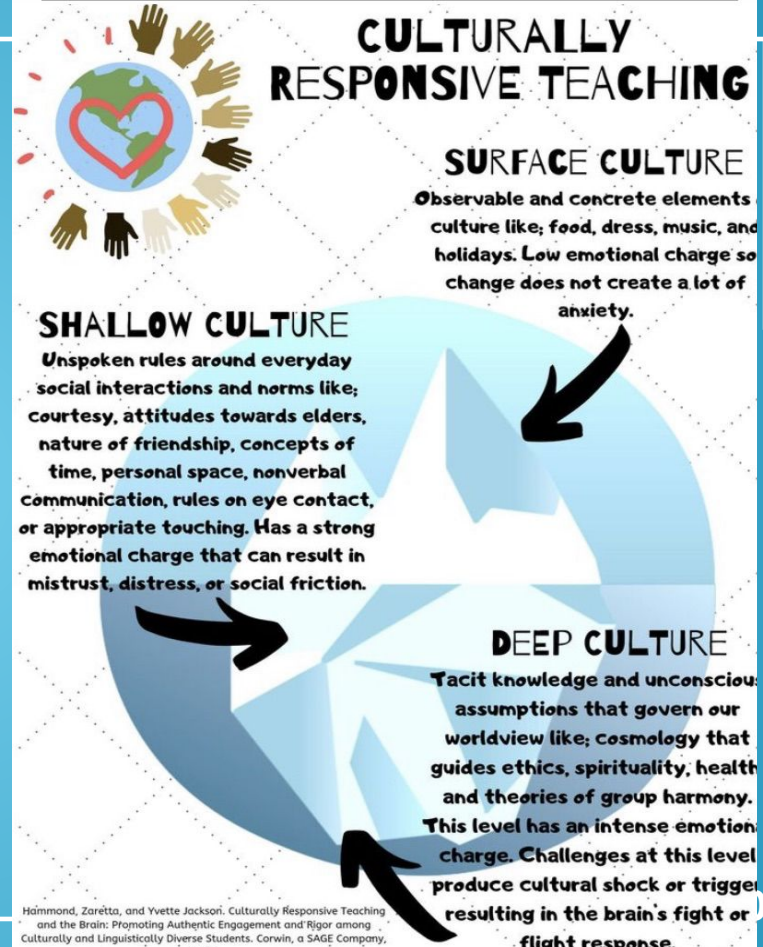 CULTURALLY
RESPONSIVE TEACHING
SURFACE CULTURE
Observable and concrete elements
culture like; food, dress, music, and
holidays. Low emotional charge so
change does not create a lot of
anxiety.
SHALLOW CULTURE
Unspoken rules around everyday
social interactions and norms like;
courtesy, attitudes towards elders,
nature of friendship, concepts of
time, personal space, nonverbal
communication, rules on eye contact,
or appropriate touching. Has a strong
emotional charge that can result in
mistrust, distress, or social friction.
DEEP CULTURE
Tacit knowledge and unconsciou
assumptions that govern our
worldview like; cosmology that
guides ethics, spirituality, health
and theories of group harmony.
This level has an intense emotion
charge. Challenges at this level
produce cultural shock or trigge
resulting in the brain's fight or
flight response
Hammond, Zaretta, and Yvette Jackson. Culturally Responsive Teaching
and the Brain: Promoting Authentic Engagement and Rigor among
Culturally and Linguistically Diverse Students. Corwin, a SAGE Company,